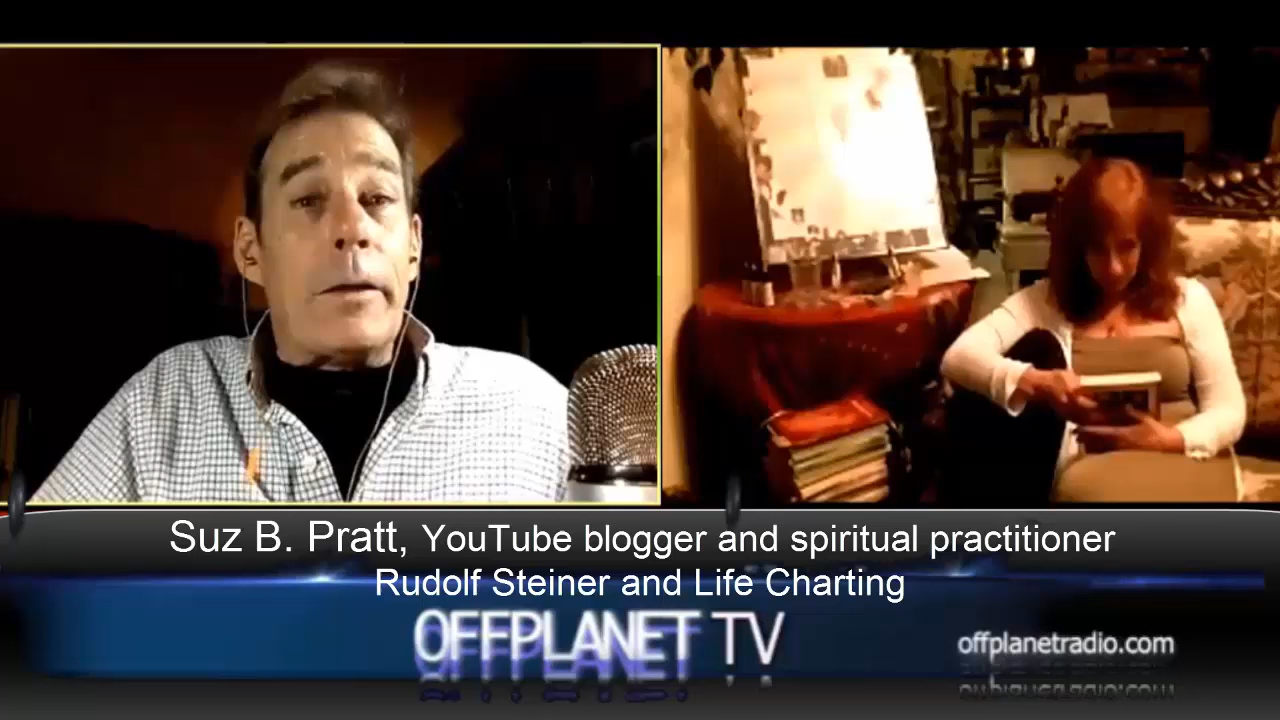 Suz B. Pratt, YouTube blogger and spiritual practitioner
Rudolf Steiner and Life Charting
OFFPLANET TV
offplanetradio.com